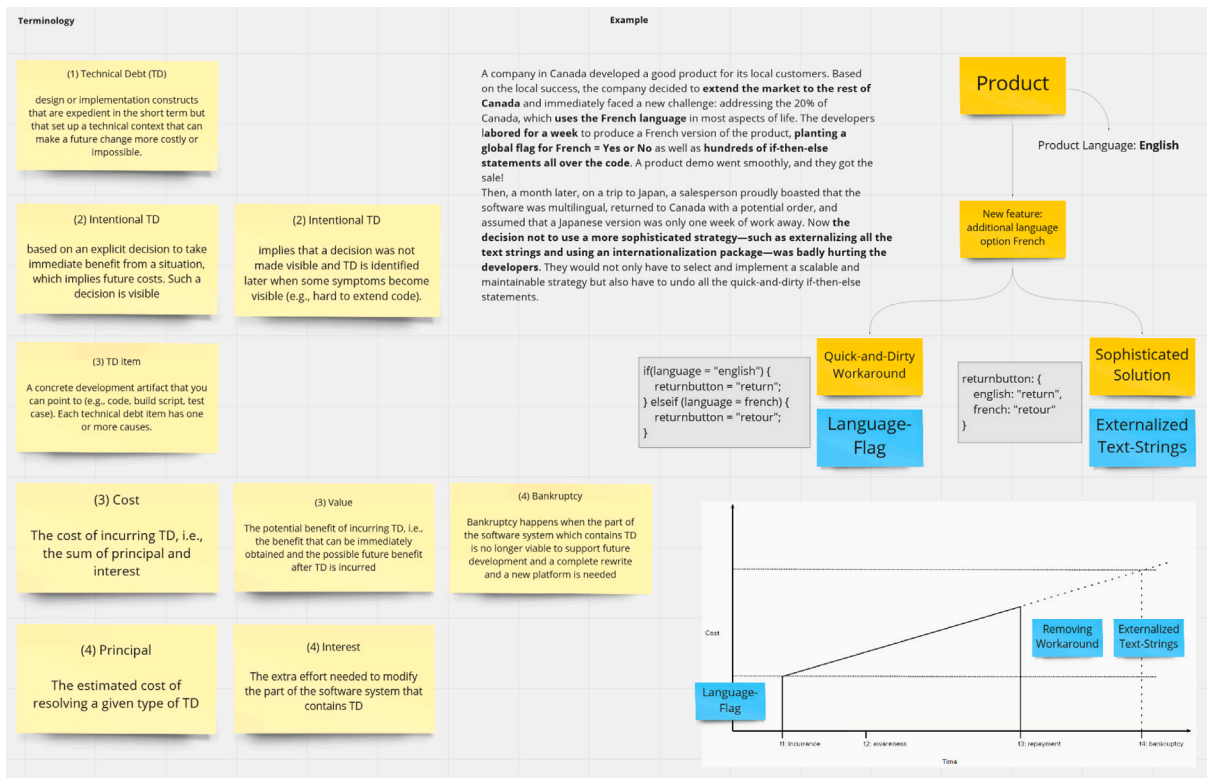 Terminology
Example
(1) Technical Debt (TD)
design or implementation constructs
that are expedient in the short term but
that set up a technical context that can
make a future change more costly or
impossible.
(2) Intentional TD
based on an explicit decision to take
immediate benefit from a situation,
which implies future costs. Such a
decision is visible
(2) Intentional TD
implies that a decision was not
made visible and TD is identified
later when some symptoms become
visible (e.g., hard to extend code).
(3) TD item
A concrete development artifact that you
can point to (e.g., code, build script, test
case). Each technical debt item has one
or more causes.
(3) Cost
The cost of incurring TD, i.e.,
the sum of principal and
interest
(3) Value
The potential benefit of incurring TD, i.e.,
the benefit that can be immediately
obtained and the possible future benefit
after TD is incurred
(4) Bankruptcy
Bankruptcy happens when the part of
the software system which contains TD
is no longer viable to support future
development and a complete rewrite
and a new platform is needed
(4) Principal
The estimated cost of
resolving a given type of TD
(4) Interest
The extra effort needed to modify
the part of the software system that
contains TD
A company in Canada developed a good product for its local customers. Based
on the local success, the company decided to extend the market to the rest of
Canada and immediately faced a new challenge: addressing the 20% of
Canada, which uses the French language in most aspects of life. The developers
labored for a week to produce a French version of the product, planting a
global flag for French = Yes or No as well as hundreds of if-then-else
statements all over the code. A product demo went smoothly, and they got the
sale!
Then, a month later, on a trip to Japan, a salesperson proudly boasted that the
software was multilingual, returned to Canada with a potential order, and
assumed that a Japanese version was only one week of work away. Now the
decision not to use a more sophisticated strategy—such as externalizing all the
text strings and using an internationalization package—was badly hurting the
developers. They would not only have to select and implement a scalable and
maintainable strategy but also have to undo all the quick-and-dirty if-then-else
statements.
Product
Product Language: English
New feature:
additional language
option French
if(language = "english") {
returnbutton = "return";
} elseif (language = french) {
returnbutton = "retour";
}
Quick-and-Dirty
Workaround
Language-
Flag
returnbutton: {
english: "return",
french: "retour"
}
Sophisticated
Solution
Externalized
Text-Strings
Cost
Language-
Flag
Removing
Workaround
Externalized
Text-Strings
t1: incurrance
t2: awareness
t3: repayment
t4: bankruptcy
Time